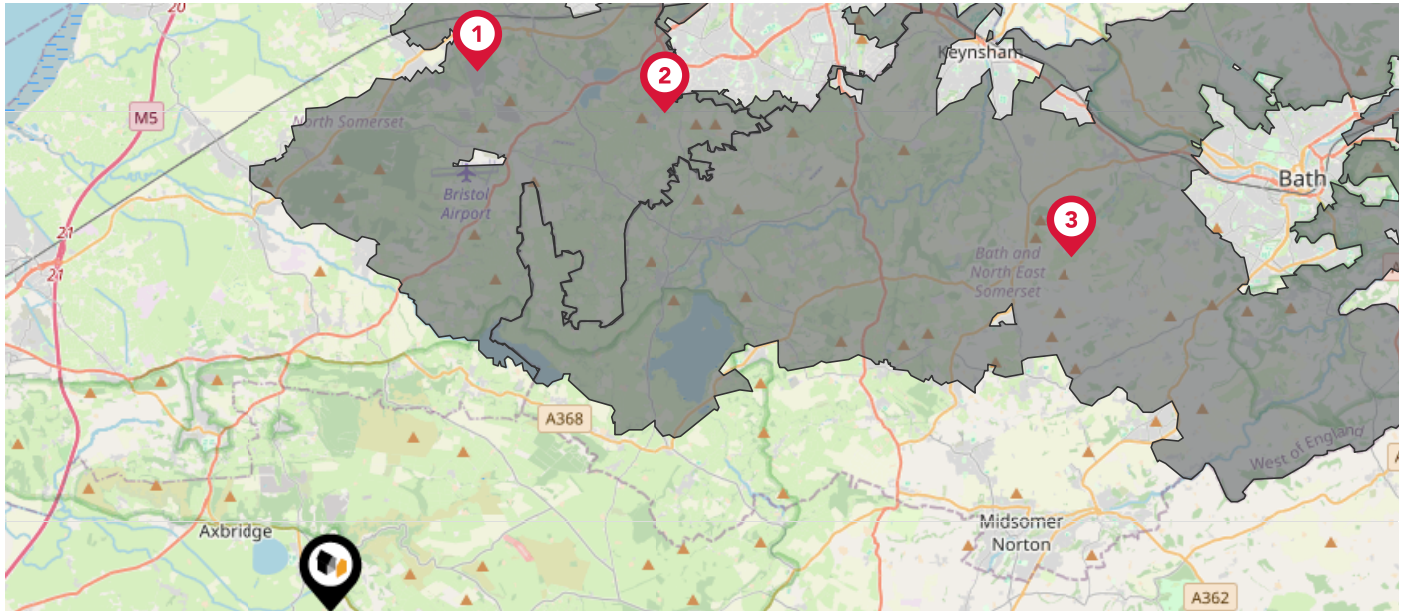 20
1
2
Keynsham
M5
North Somerset
Bristol
Airport
Bath
3
21
21
Bath and
North East
Somerset
A368
West of England
A
Axbridge
Midsomer
Norton
A362